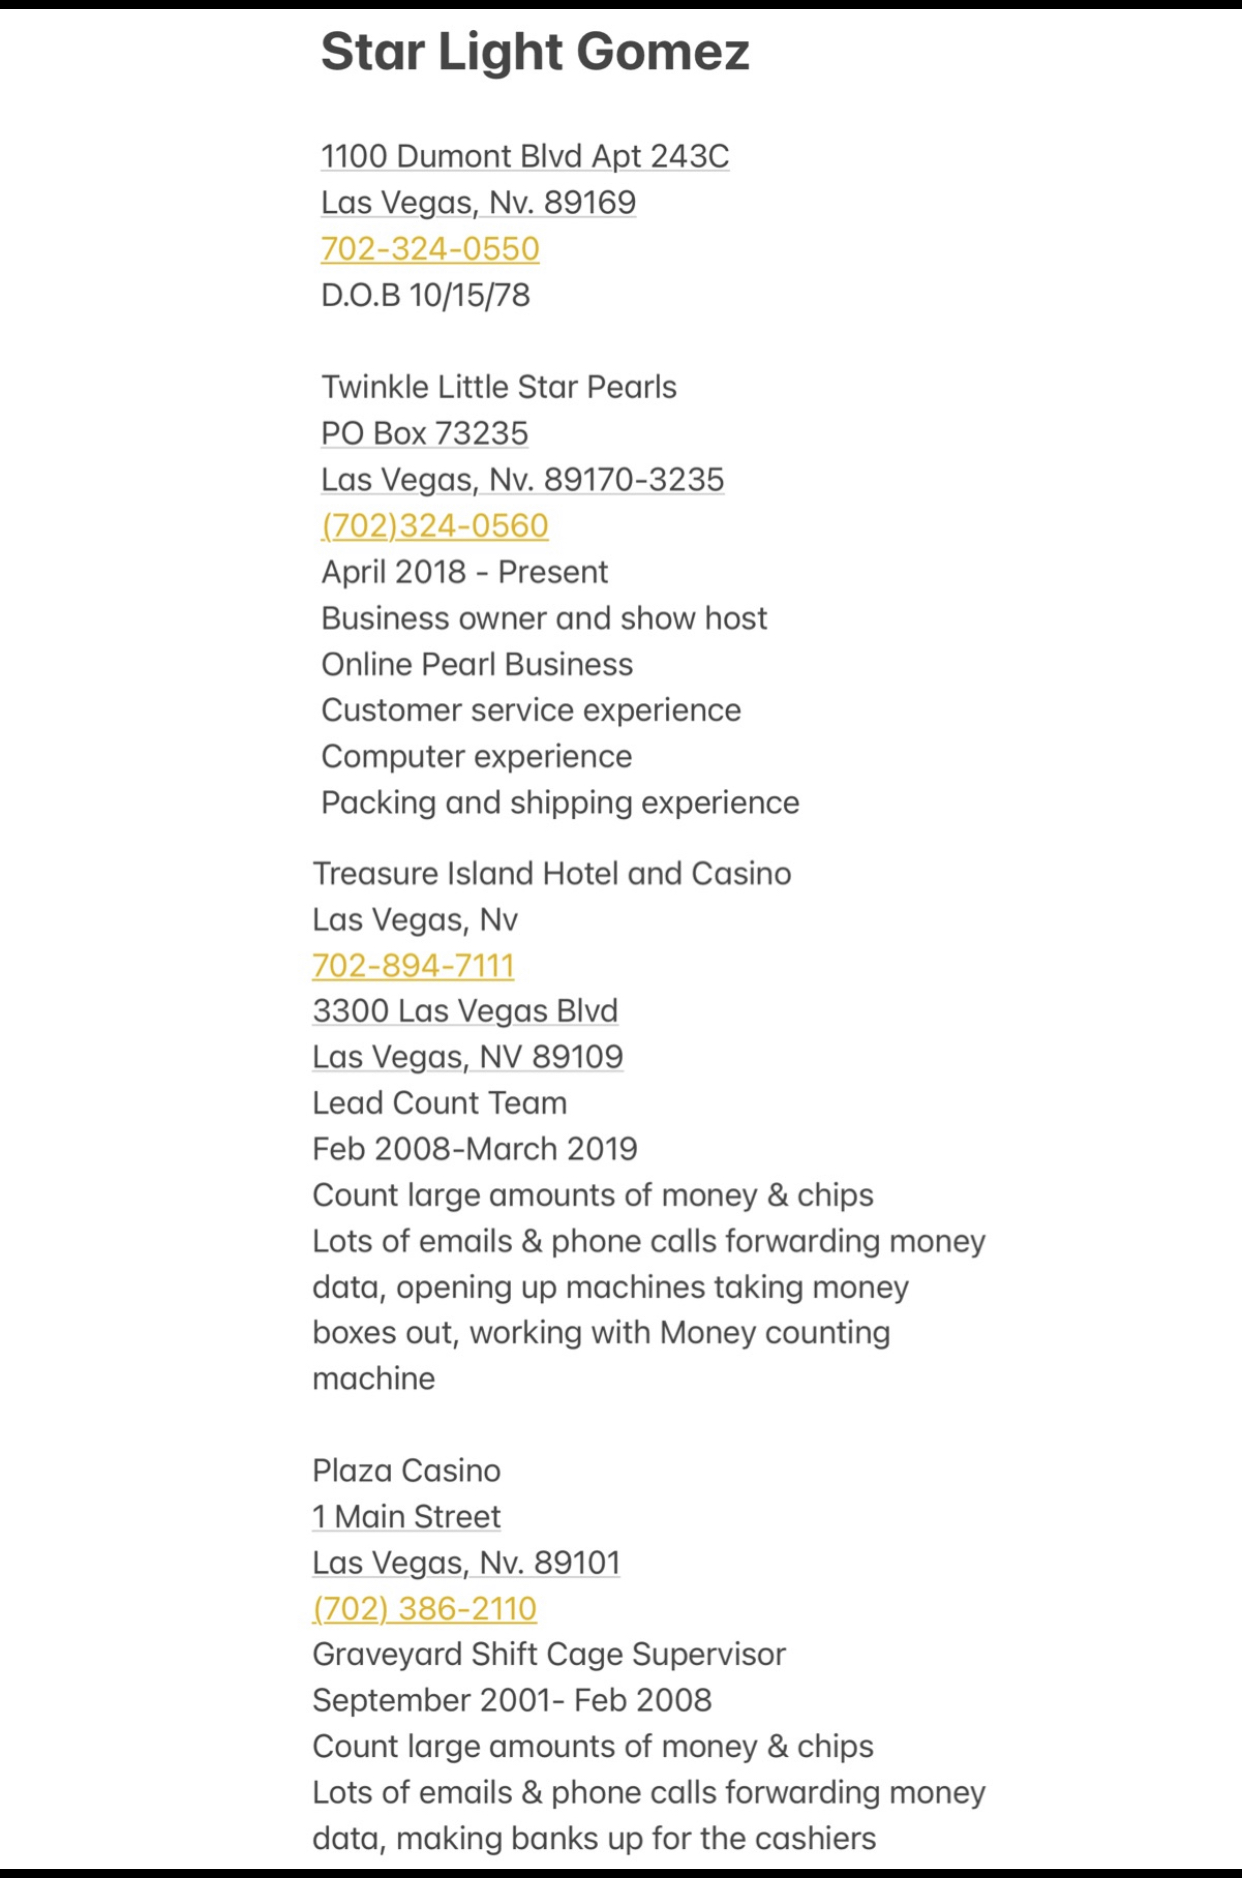 Star Light Gomez
1100 Dumont Blvd Apt 243C
Las Vegas, Nv. 89169
702-324-0550
D.O.B 10/15/78
Twinkle Little Star Pearls
PO Box 73235
Las Vegas, Nv. 89170-3235
(702)324-0560
April 2018 - Present
Business owner and show host
Online Pearl Business
Customer service experience
Computer experience
Packing and shipping experience
Treasure Island Hotel and Casino
Las Vegas, Nv
702-894-7111
3300 Las Vegas Blvd
Las Vegas, NV 89109
Lead Count Team
Feb 2008-March 2019
Count large amounts of money & chips
Lots of emails & phone calls forwarding money
data, opening up machines taking money
boxes out, working with Money counting
machine
Plaza Casino
1 Main Street
Las Vegas, Nv. 89101
(702) 386-2110
Graveyard Shift Cage Supervisor
September 2001- Feb 2008
Count large amounts of money & chips
Lots of emails & phone calls forwarding money
data, making banks up for the cashiers